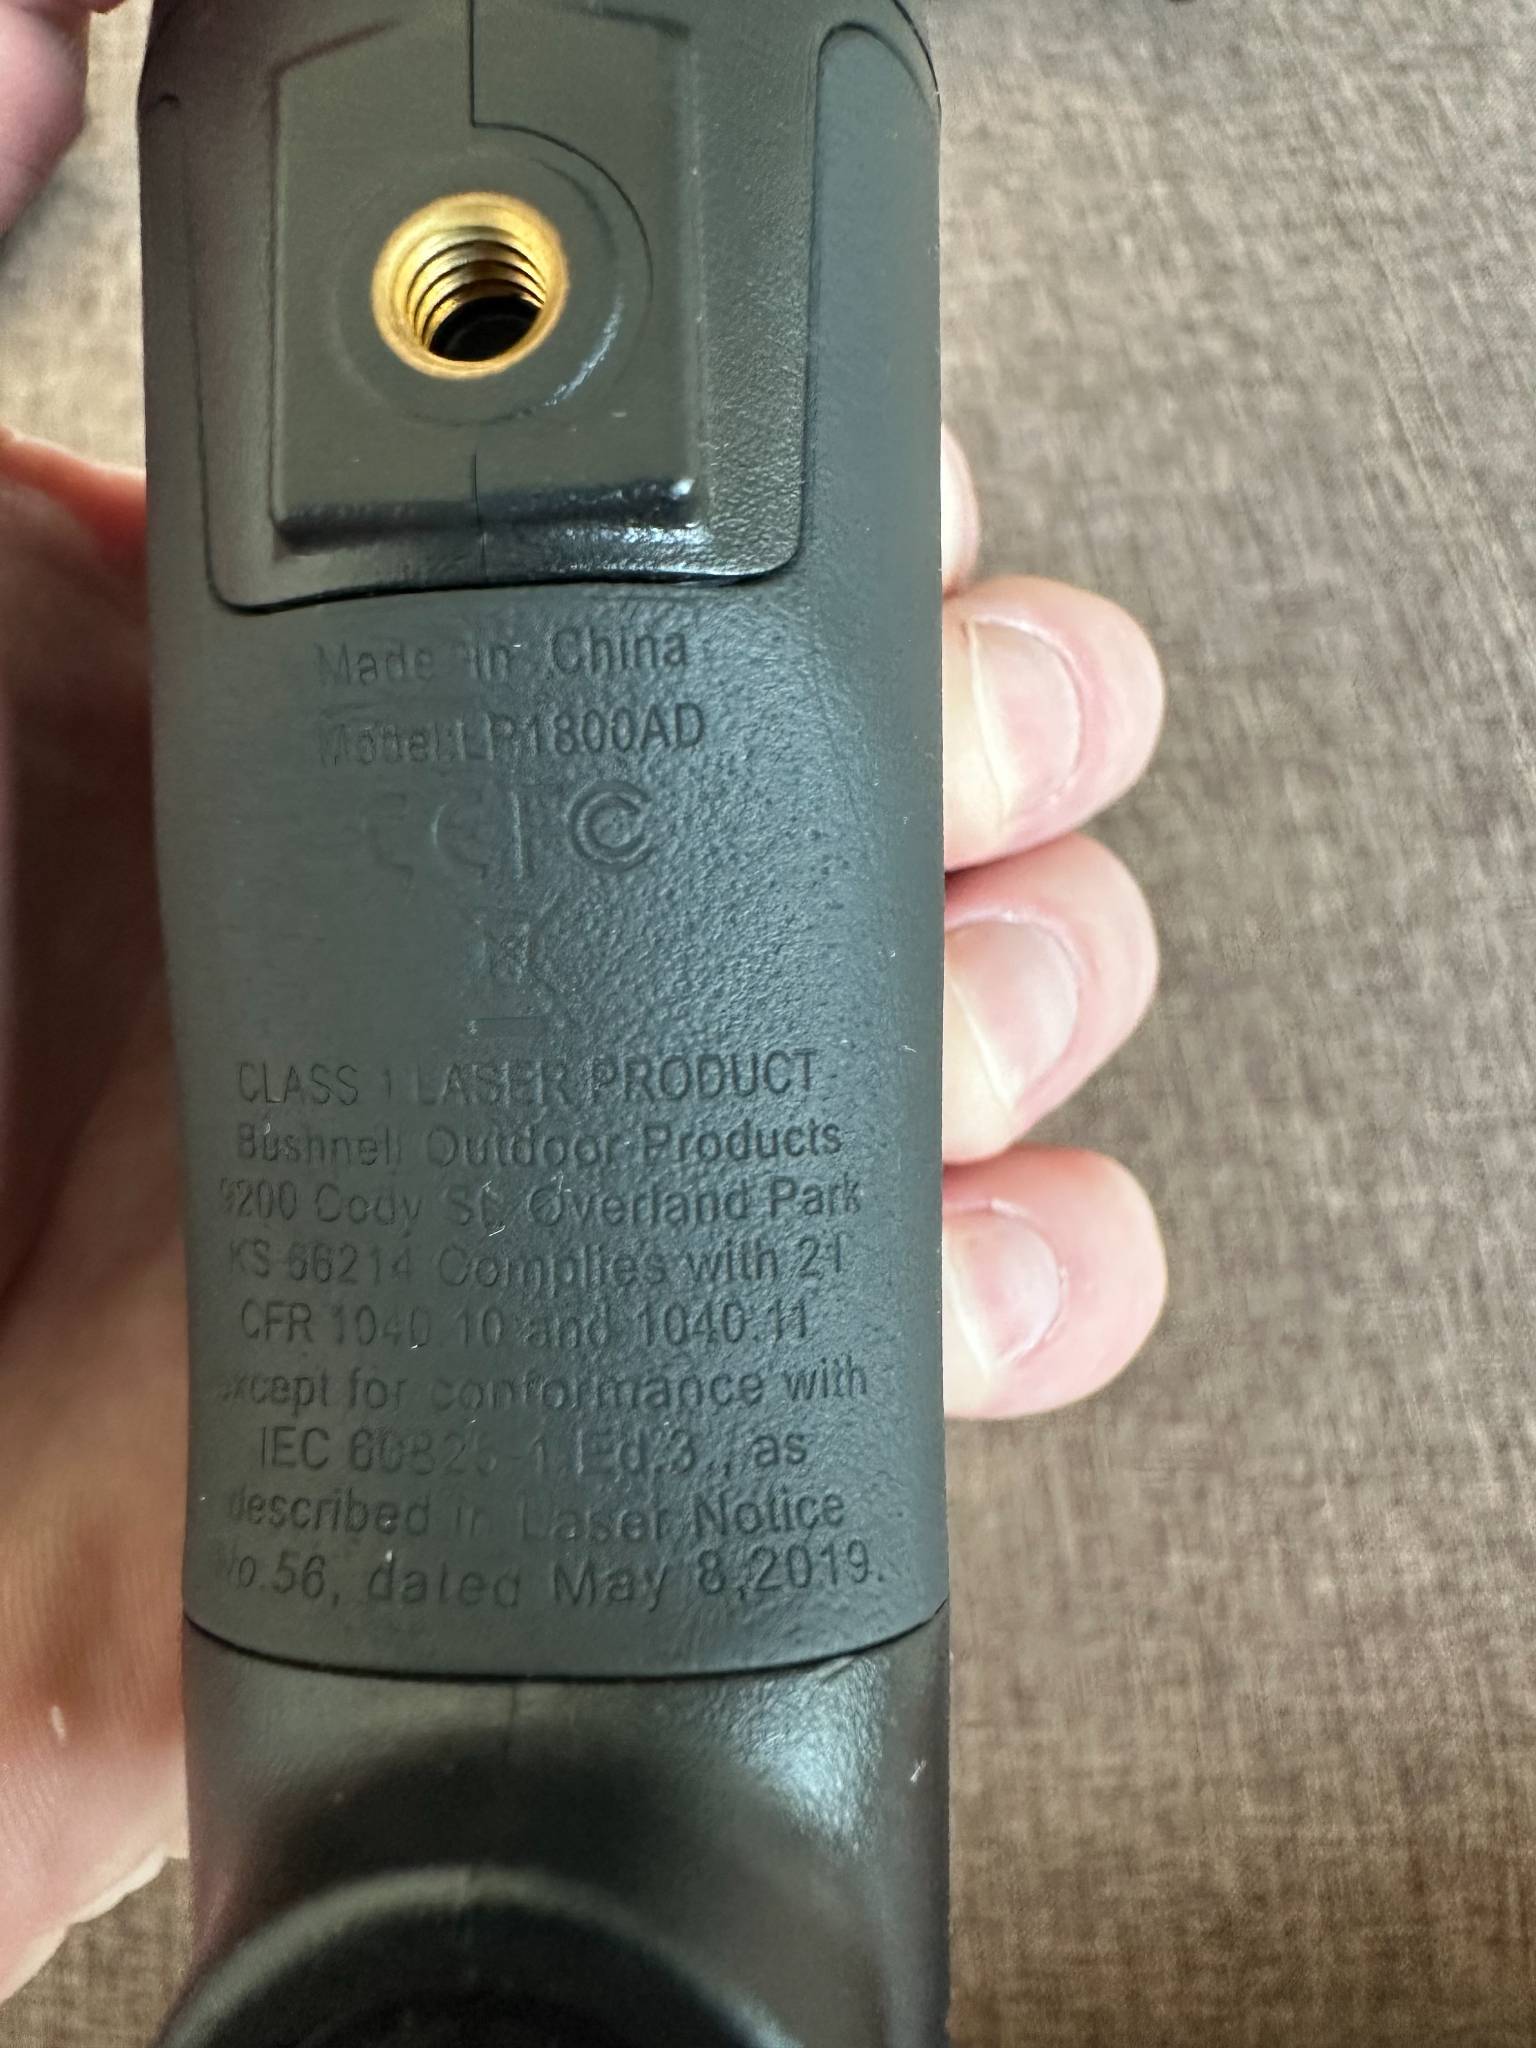 Made in China
Model:LP1800AD
CE C
CLASS 1 LASER PRODUCT
Bushnell Outdoor Products
9200 Cody St. Overland Park
KS 66214 Complies with 21
CFR 1040.10 and 1040.11
except for conformance with
IEC 60825-1.Ed.3., as
described in Laser Notice
No.56, dated May 8,2019.